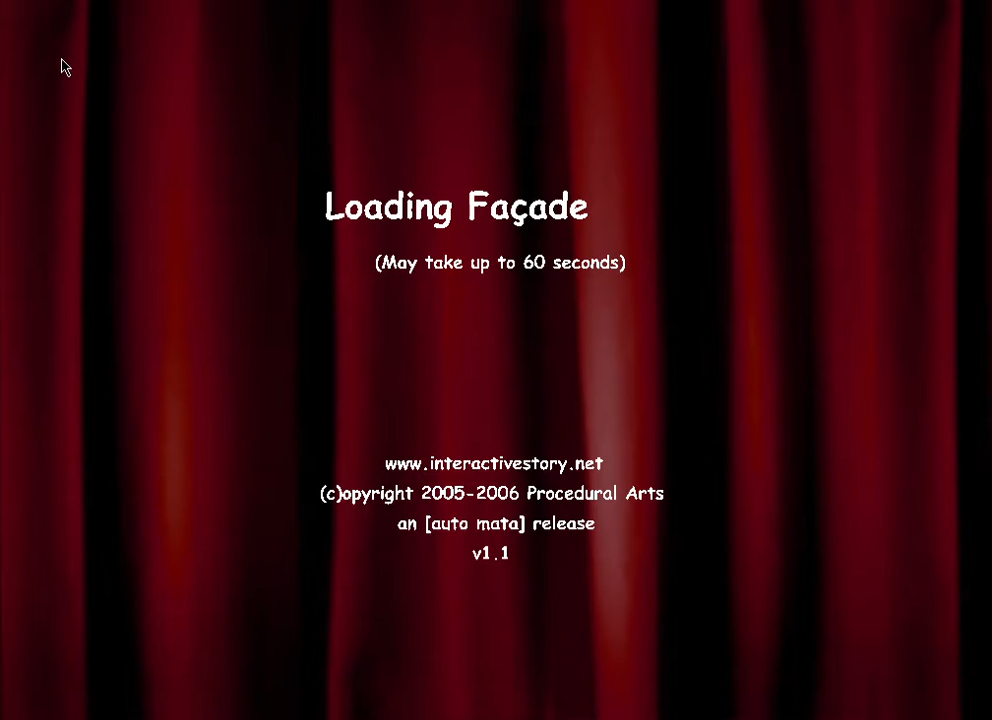 Loading Façade
(May take up to 60 seconds)
www.interactivestory.net
(c)opyright 2005-2006 Procedural Arts
an [auto mata] release
v1.1